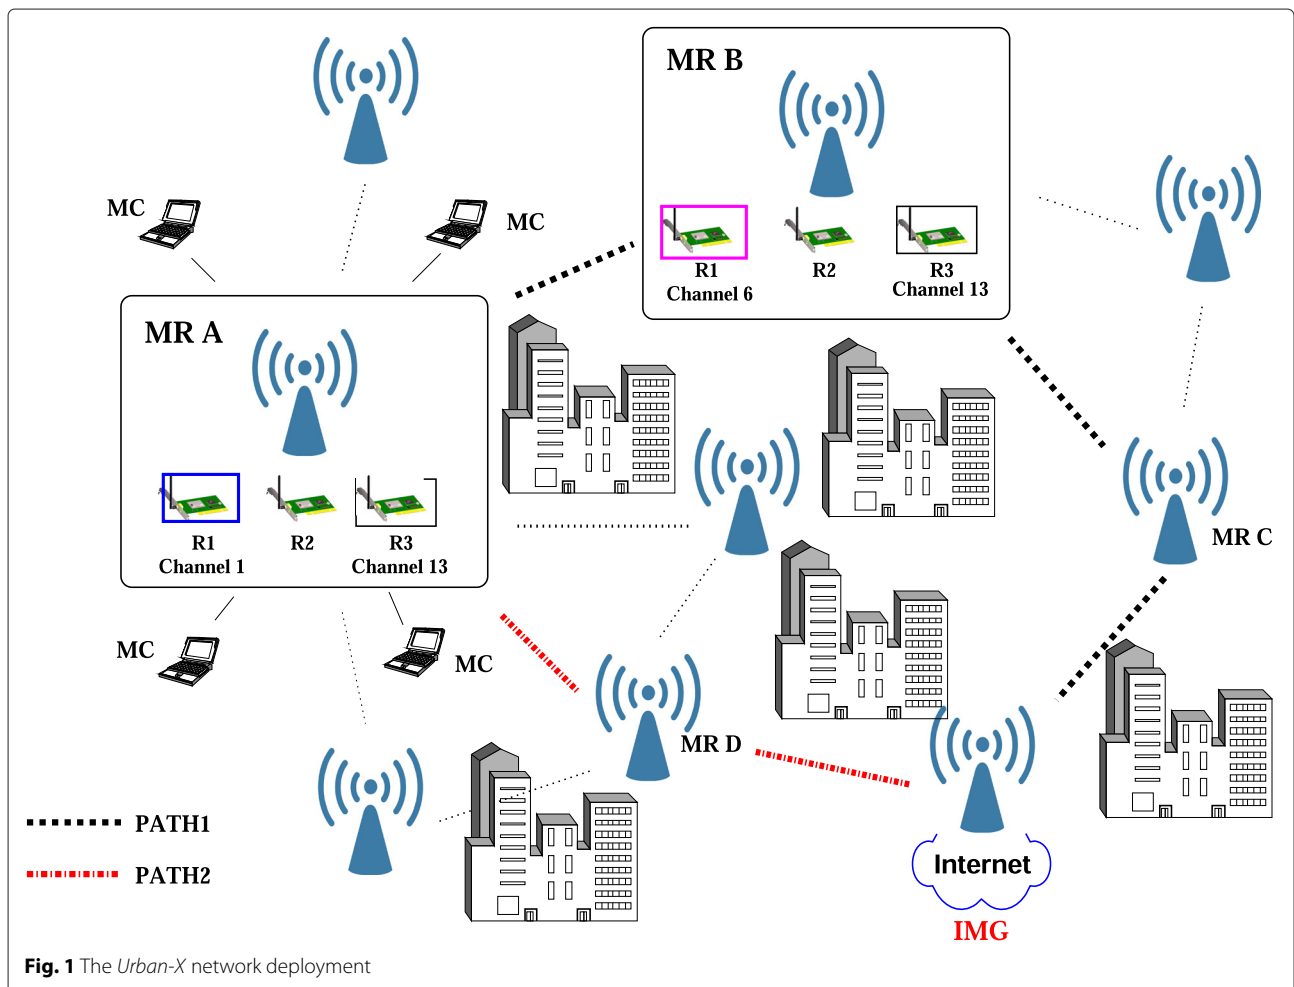 MR B
MC
MC
R1
Channel 6
R2
R3
Channel 13
MR A
R1
Channel 1
R2
R3
Channel 13
MR C
MC
MC
MR D
PATH1
PATH2
Internet
IMG
Fig. 1 The Urban-X network deployment